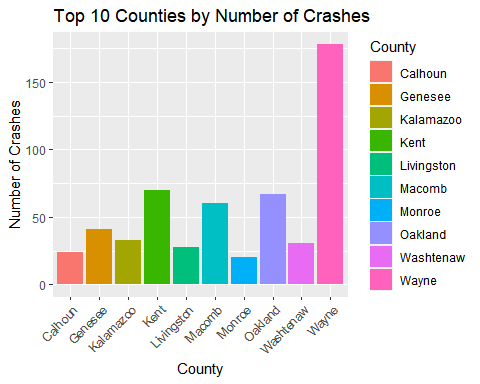 Top 10 Counties by Number of Crashes
Number of Crashes
150
100
50
0
Calhoun
Genesee
Kalamazoo
Kent
Livingston
Macomb
Monroe
Oakland
Washtenaw
Wayne
County
County
Calhoun
Genesee
Kalamazoo
Kent
Livingston
Macomb
Monroe
Oakland
Washtenaw
Wayne